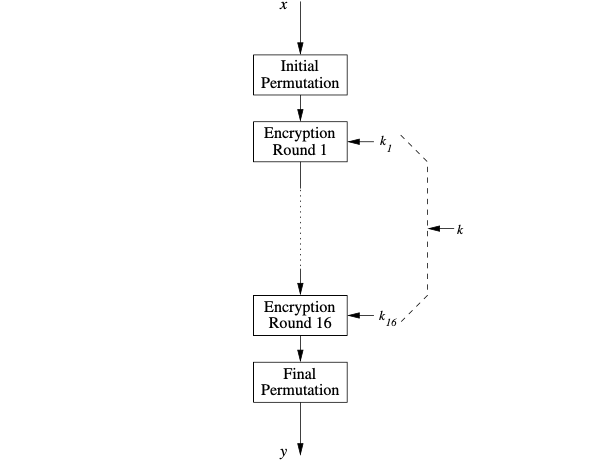 x
Initial
Permutation
Encryption
Round 1
k1
k
Encryption
Round 16
k16
Final
Permutation
y